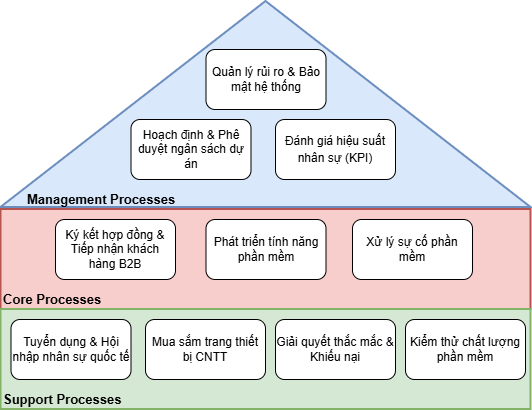 Quản lý rủi ro & Bảo
mật hệ thống
Hoạch định & Phê
duyệt ngân sách dự
án
Đánh giá hiệu suất
nhân sự (KPI)
Management Processes
Ký kết hợp đồng &
Tiếp nhận khách
hàng B2B
Phát triển tính năng
phần mềm
Xử lý sự cố phần
mềm
Core Processes
Tuyển dụng & Hội
nhập nhân sự quốc tế
Mua sắm trang thiết
bị CNTT
Giải quyết thắc mắc &
Khiếu nại
Kiểm thử chất lượng
phần mềm
Support Processes